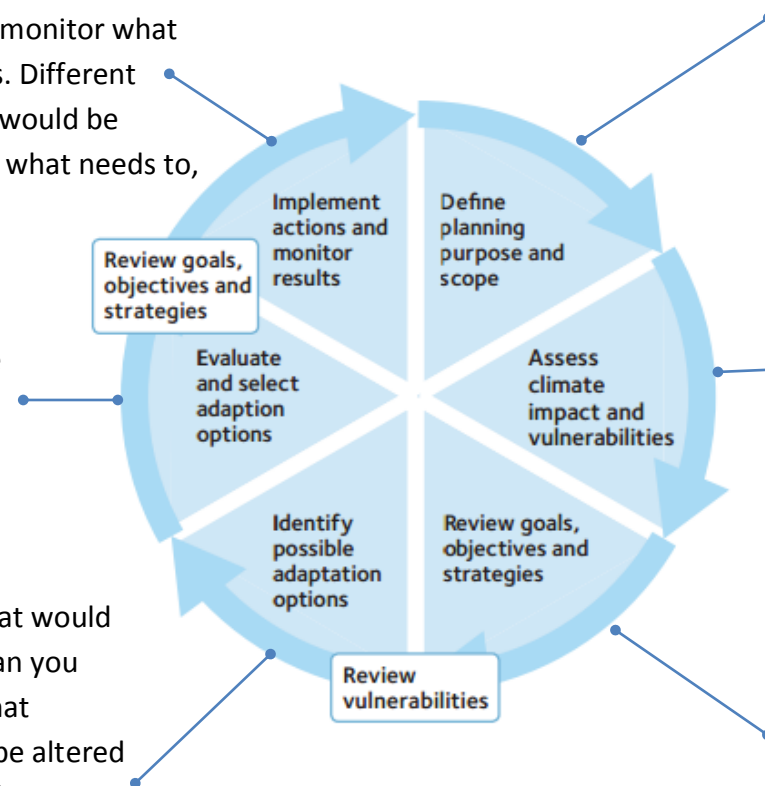 monitor what
s. Different
would be
what needs to,
Implement
actions and
monitor
results
Define
planning
purpose and
scope
Review goals,
objectives and
strategies
Evaluate
and select
adaption
options
Assess
climate
impact and
vulnerabilities
Identify
possible
adaptation
options
Review goals,
objectives and
strategies
at would
an you
hat
be altered
Review
vulnerabilities